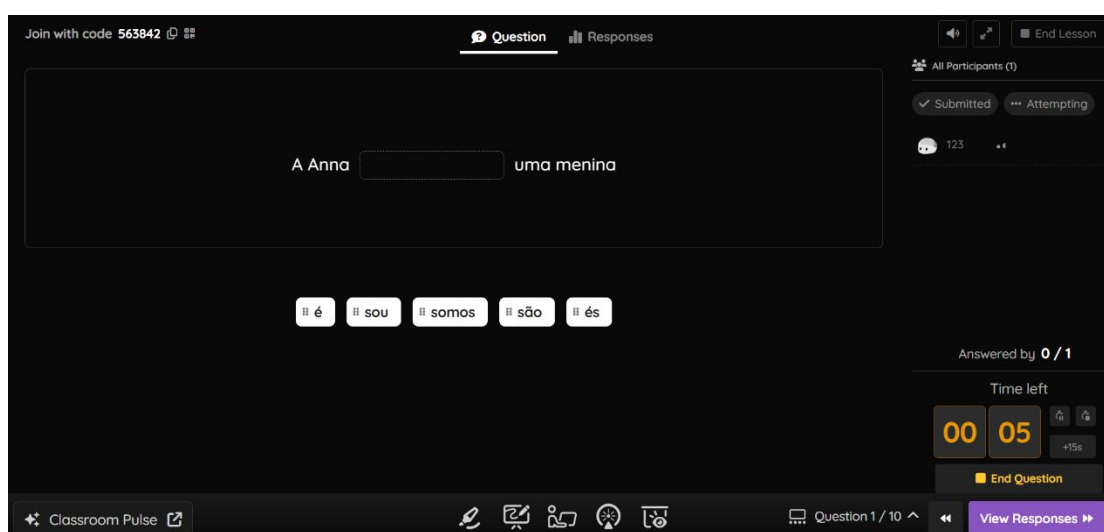 Join with code 563842
Question
Responses
End Lesson
All Participants (1)
Submitted
Attempting
123
A Anna uma menina
é
sou
somos
são
és
Answered by 0 / 1
Time left
00 05
+15s
End Question
Classroom Pulse
Question 1 / 10
View Responses